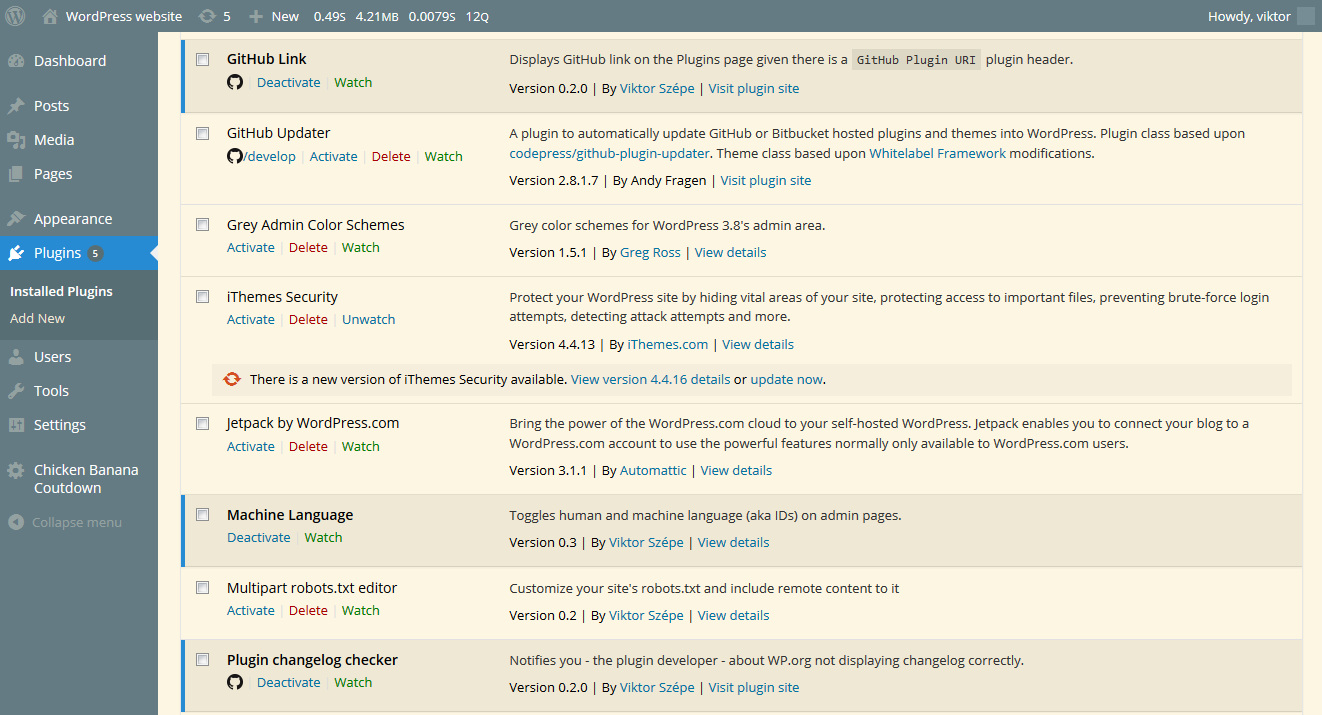 WordPress website 5 New 0.49s 4.21MB 0.0079s 12Q Howdy, viktor
Dashboard
Posts
Media
Pages
Appearance
Plugins 5
Installed Plugins
Add New
Users
Tools
Settings
Chicken Banana
Coutdown
Collapse menu
GitHub Link
Deactivate | Watch
Displays GitHub link on the Plugins page given there is a GitHub Plugin URI plugin header.
Version 0.2.0 | By Viktor Szépe | Visit plugin site
GitHub Updater
/develop | Activate | Delete | Watch
A plugin to automatically update GitHub or Bitbucket hosted plugins and themes into WordPress. Plugin class based upon
codepress/github-plugin-updater. Theme class based upon Whitelabel Framework modifications.
Version 2.8.1.7 | By Andy Fragen | Visit plugin site
Grey Admin Color Schemes
Activate | Delete | Watch
Grey color schemes for WordPress 3.8's admin area.
Version 1.5.1 | By Greg Ross | View details
iThemes Security
Activate | Delete | Unwatch
Protect your WordPress site by hiding vital areas of your site, protecting access to important files, preventing brute-force login
attempts, detecting attack attempts and more.
Version 4.4.13 | By iThemes.com | View details
There is a new version of iThemes Security available. View version 4.4.16 details or update now.
Jetpack by WordPress.com
Activate | Delete | Watch
Bring the power of the WordPress.com cloud to your self-hosted WordPress. Jetpack enables you to connect your blog to a
WordPress.com account to use the powerful features normally only available to WordPress.com users.
Version 3.1.1 | By Automattic | View details
Machine Language
Deactivate | Watch
Toggles human and machine language (aka IDs) on admin pages.
Version 0.3 | By Viktor Szépe | View details
Multipart robots.txt editor
Activate | Delete | Watch
Customize your site's robots.txt and include remote content to it
Version 0.2 | By Viktor Szépe | View details
Plugin changelog checker
Deactivate | Watch
Notifies you - the plugin developer - about WP.org not displaying changelog correctly.
Version 0.2.0 | By Viktor Szépe | Visit plugin site